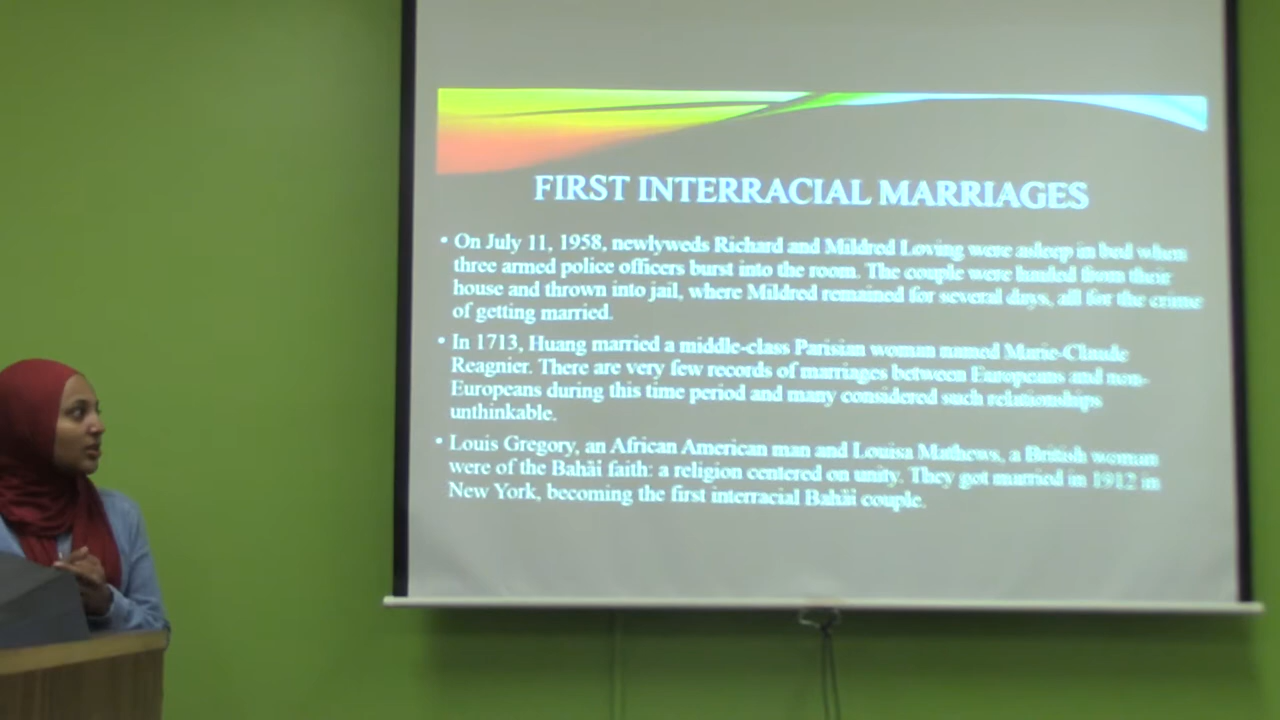 FIRST INTERRACIAL MARRIAGES
• On July 11, 1958, newlyweds Richard and Mildred Loving were asleep in bed when
three armed police officers burst into the room. The couple were hauled from their
house and thrown into jail, where Mildred remained for several days, all for the crime
of getting married.
• In 1713, Huang married a middle-class Parisian woman named Marie-Claude
Reagnier. There are very few records of marriages between Europeans and non-
Europeans during this time period and many considered such relationships
unthinkable.
• Louis Gregory, an African American man and Louisa Mathews, a British woman
were of the Bahāi faith: a religion centered on unity. They got married in 1912 in
New York, becoming the first interracial Bahāi couple.